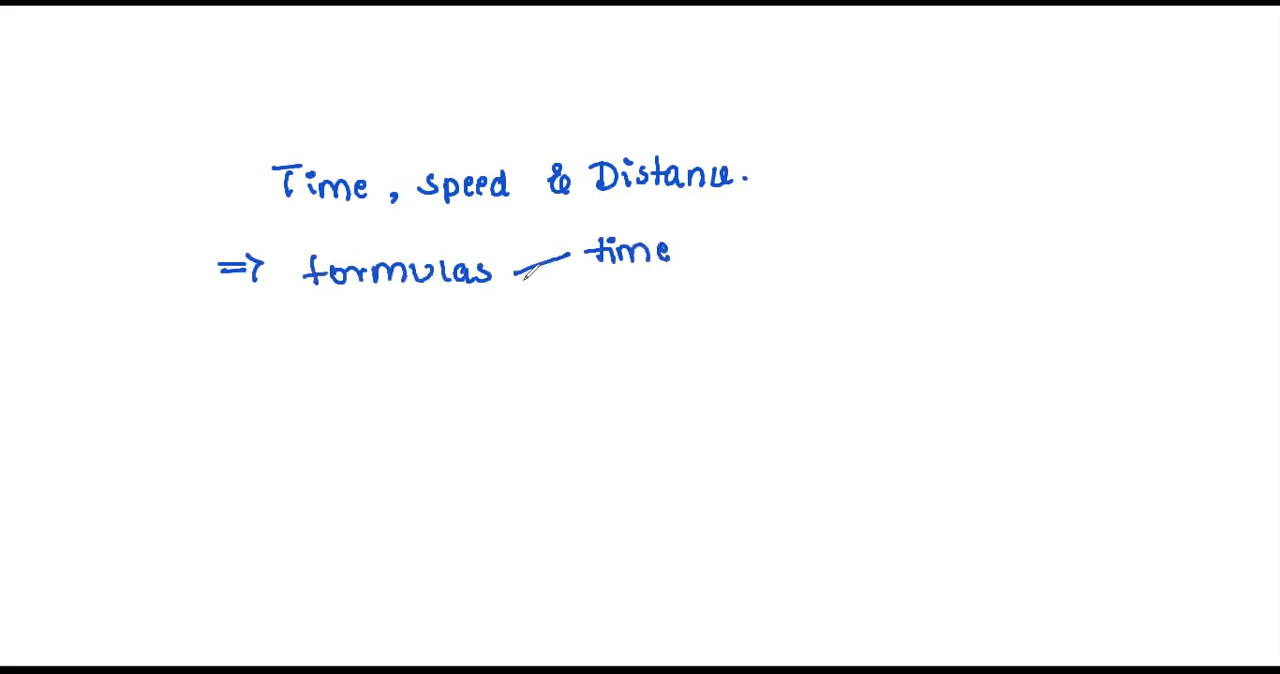 Time, speed & Distance.
=> formulas — time